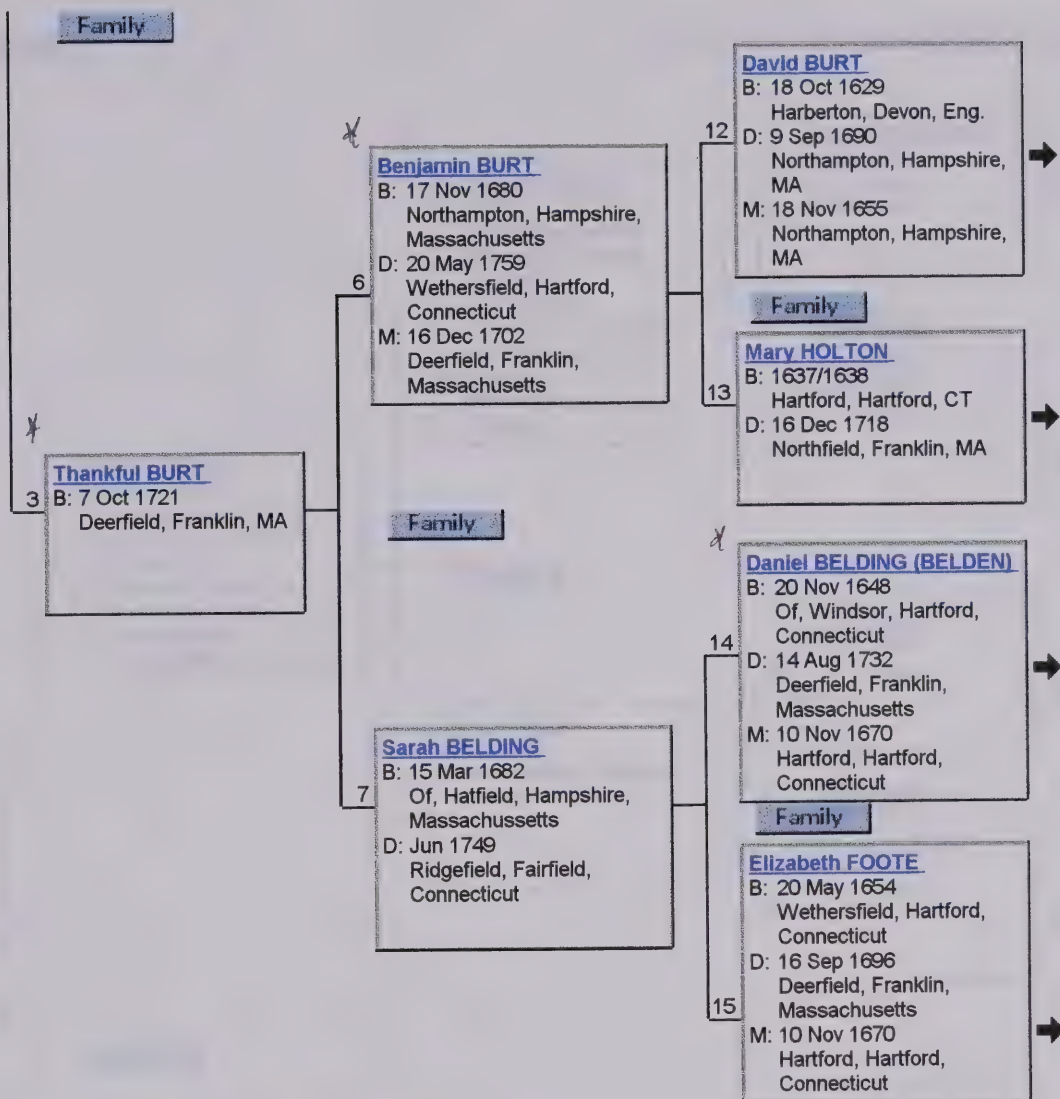 Family
David BURT
B: 18 Oct 1629
Harberton, Devon, Eng.
12
D: 9 Sep 1690
Northampton, Hampshire,
MA
M: 18 Nov 1655
Northampton, Hampshire,
MA
Benjamin BURT
B: 17 Nov 1680
Northampton, Hampshire,
Massachusetts
D: 20 May 1759
6
Wethersfield, Hartford,
Connecticut
M: 16 Dec 1702
Deerfield, Franklin,
Massachusetts
Family
Mary HOLTON
B: 1637/1638
13
Hartford, Hartford, CT
D: 16 Dec 1718
Northfield, Franklin, MA
Thankful BURT
3
B: 7 Oct 1721
Deerfield, Franklin, MA
Family
Daniel BELDING (BELDEN)
B: 20 Nov 1648
Of, Windsor, Hartford,
Connecticut
14
D: 14 Aug 1732
Deerfield, Franklin,
Massachusetts
M: 10 Nov 1670
Hartford, Hartford,
Connecticut
Sarah BELDING
B: 15 Mar 1682
7
Of, Hatfield, Hampshire,
Massachussetts
D: Jun 1749
Ridgefield, Fairfield,
Connecticut
Family
Elizabeth FOOTE
B: 20 May 1654
Wethersfield, Hartford,
Connecticut
D: 16 Sep 1696
Deerfield, Franklin,
Massachusetts
15
M: 10 Nov 1670
Hartford, Hartford,
Connecticut